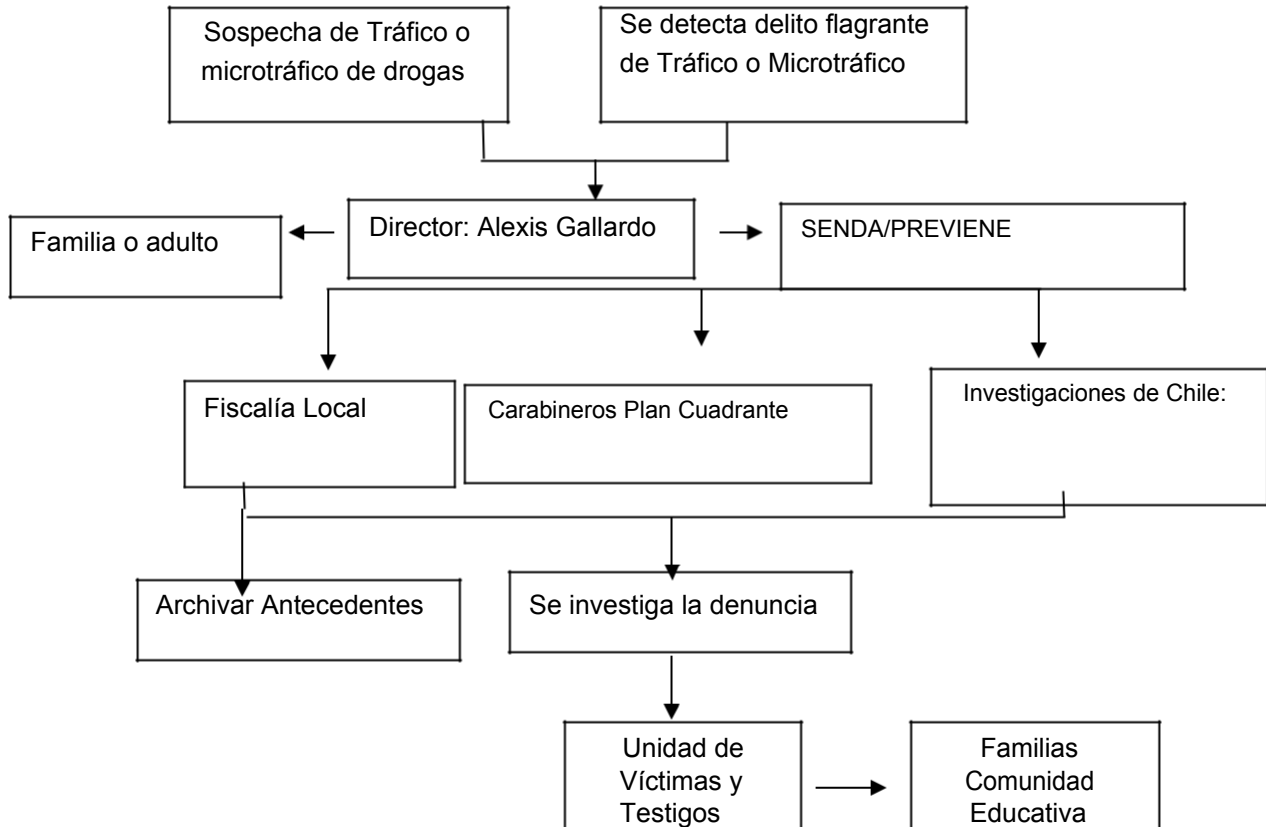 Sospecha de Tráfico o
microtráfico de drogas
Se detecta delito flagrante
de Tráfico o Microtráfico
Familia o adulto
Director: Alexis Gallardo
SENDA/PREVIENE
Fiscalía Local
Carabineros Plan Cuadrante
Investigaciones de Chile:
Archivar Antecedentes
Se investiga la denuncia
Unidad de
Víctimas y
Testigos
Familias
Comunidad
Educativa